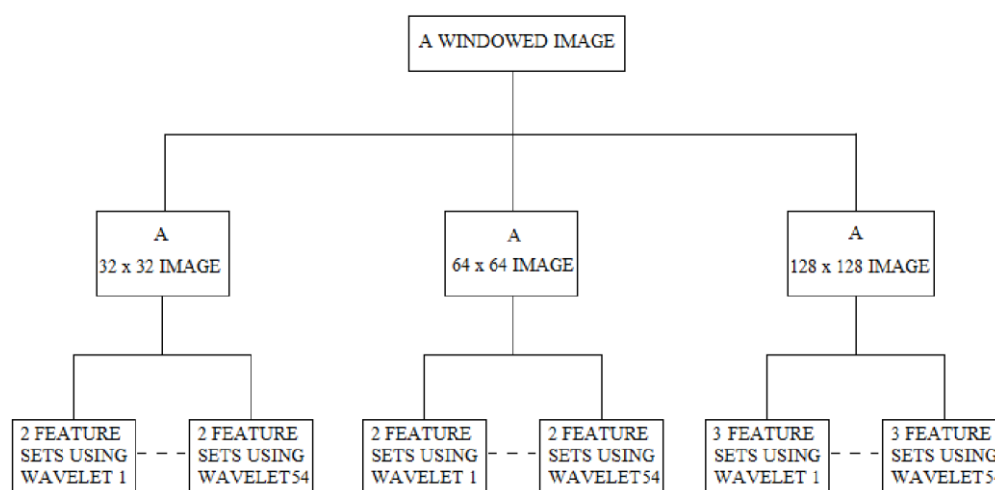 A WINDOWED IMAGE
A
32 x 32 IMAGE
A
64 x 64 IMAGE
A
128 x 128 IMAGE
2 FEATURE
SETS USING
WAVELET 1
2 FEATURE
SETS USING
WAVELET54
2 FEATURE
SETS USING
WAVELET 1
2 FEATURE
SETS USING
WAVELET54
3 FEATURE
SETS USING
WAVELET 1
3 FEATURE
SETS USING
WAVELET5